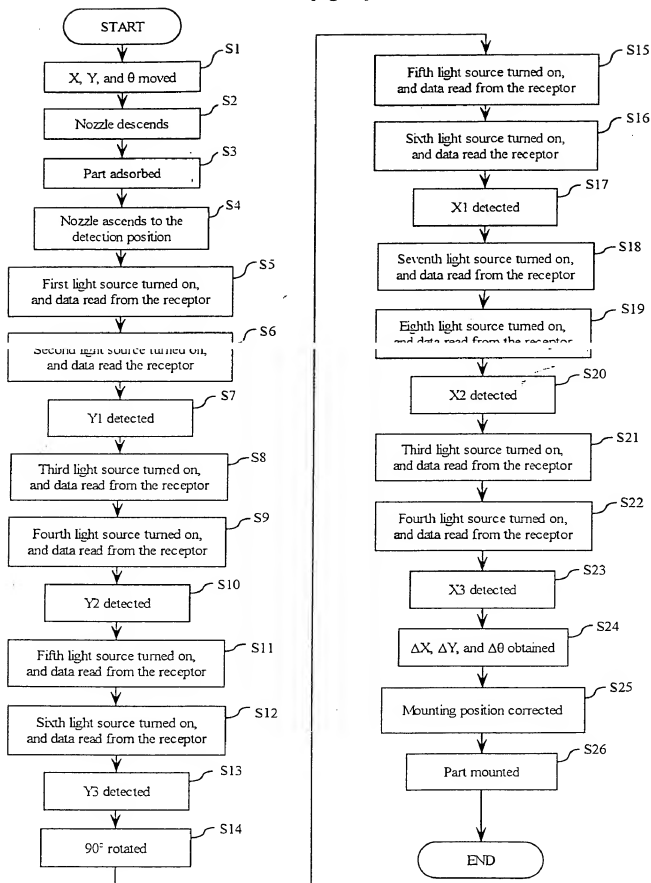 START
S1
X, Y, and θ moved
S2
Nozzle descends
S3
Part adsorbed
S4
Nozzle ascends to the
detection position
S5
First light source turned on,
and data read from the receptor
S6
Second light source turned on,
and data read the receptor
S7
Y1 detected
S8
Third light source turned on,
and data read from the receptor
S9
Fourth light source turned on,
and data read from the receptor
S10
Y2 detected
S11
Fifth light source turned on,
and data read from the receptor
S12
Sixth light source turned on,
and data read from the receptor
S13
Y3 detected
S14
90° rotated
S15
Fifth light source turned on,
and data read from the receptor
S16
Sixth light source turned on,
and data read the receptor
S17
X1 detected
S18
Seventh light source turned on,
and data read from the receptor
S19
Eighth light source turned on,
and data read from the receptor
S20
X2 detected
S21
Third light source turned on,
and data read from the receptor
S22
Fourth light source turned on,
and data read from the receptor
S23
X3 detected
S24
ΔX, ΔY, and Δθ obtained
S25
Mounting position corrected
S26
Part mounted
END